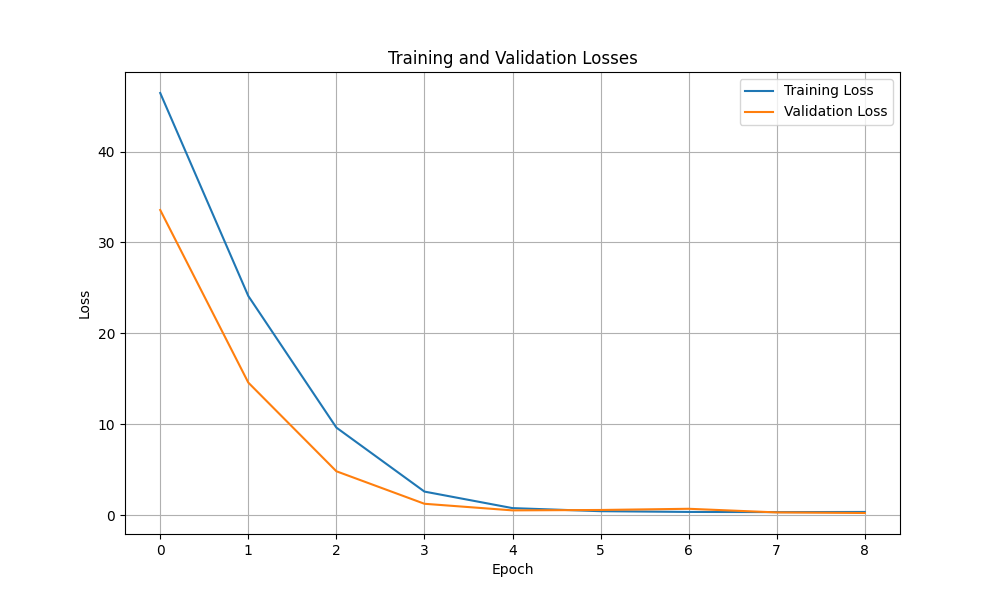 Training and Validation Losses
Training Loss
Validation Loss
40
30
20
10
0
Loss
0 1 2 3 4 5 6 7 8
Epoch